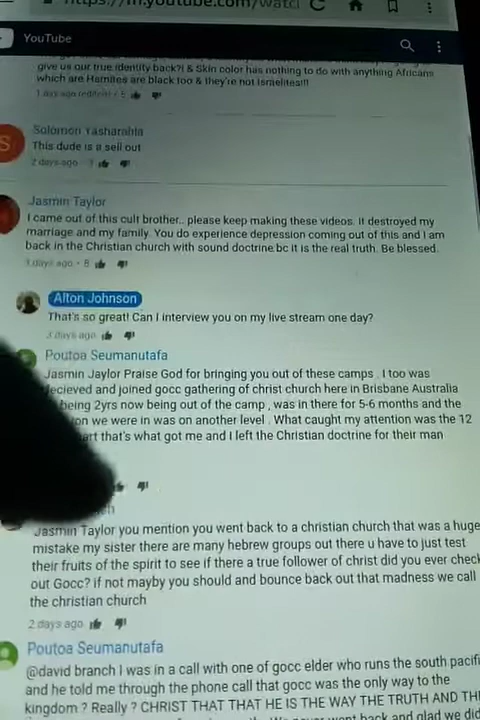 https://m.youtube.com/watc
YouTube
give us our true identity back?! & Skin color has nothing to do with anything Africans
which are Hamites are black too & they're not Isrelites!!!
S
Solomon Yasharahla
This dude is a sell out
2 days ago
Jasmin Taylor
I came out of this cult brother.. please keep making these videos. It destroyed my
marriage and my family. You do experience depression coming out of this and I am
back in the Christian church with sound doctrine bc it is the real truth. Be blessed.
3 days ago • 8
Alton Johnson
That's so great! Can I interview you on my live stream one day?
3 days ago
Poutoa Seumanutafa
Jasmin Jaylor Praise God for bringing you out of these camps . I too was
ecieved and joined gocc gathering of christ church here in Brisbane Australia
being 2yrs now being out of the camp , was in there for 5-6 months and the
on we were in was on another level . What caught my attention was the 12
art that's what got me and I left the Christian doctrine for their man
Jasmin Taylor you mention you went back to a christian church that was a huge
mistake my sister there are many hebrew groups out there u have to just test
their fruits of the spirit to see if there a true follower of christ did you ever check
out Gocc? if not mayby you should and bounce back out that madness we call
the christian church
2 days ago
Poutoa Seumanutafa
@david branch I was in a call with one of gocc elder who runs the south pacifi
and he told me through the phone call that gocc was the only way to the
kingdom ? Really ? CHRIST THAT THAT HE IS THE WAY THE TRUTH AND TH